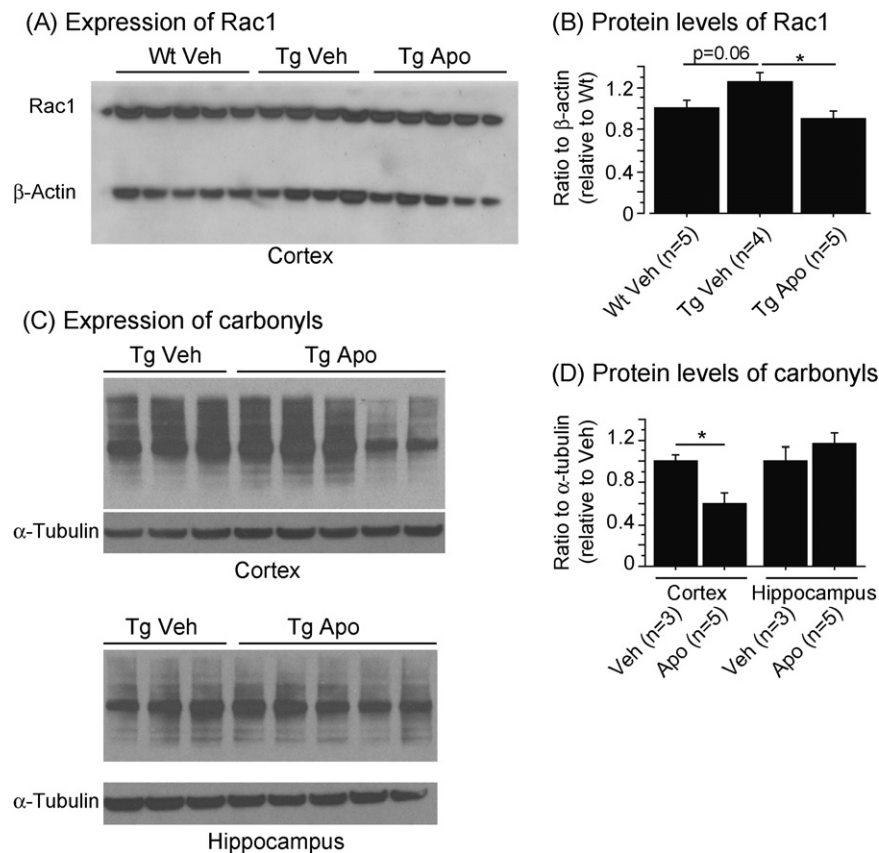 (A) Expression of Rac1
Wt Veh Tg Veh Tg Apo
Rac1
β-Actin
Cortex
(B) Protein levels of Rac1
p=0.06 *
Ratio to β-actin
(relative to Wt)
1.2
0.8
0.4
0
Wt Veh (n=5)
Tg Veh (n=4)
Tg Apo (n=5)
(C) Expression of carbonyls
Tg Veh Tg Apo
α-Tubulin
Cortex
Tg Veh Tg Apo
α-Tubulin
Hippocampus
(D) Protein levels of carbonyls
*
Ratio to α-tubulin
(relative to Veh)
1.2
0.8
0.4
0
Cortex Hippocampus
Veh (n=3)
Apo (n=5)
Veh (n=3)
Apo (n=5)